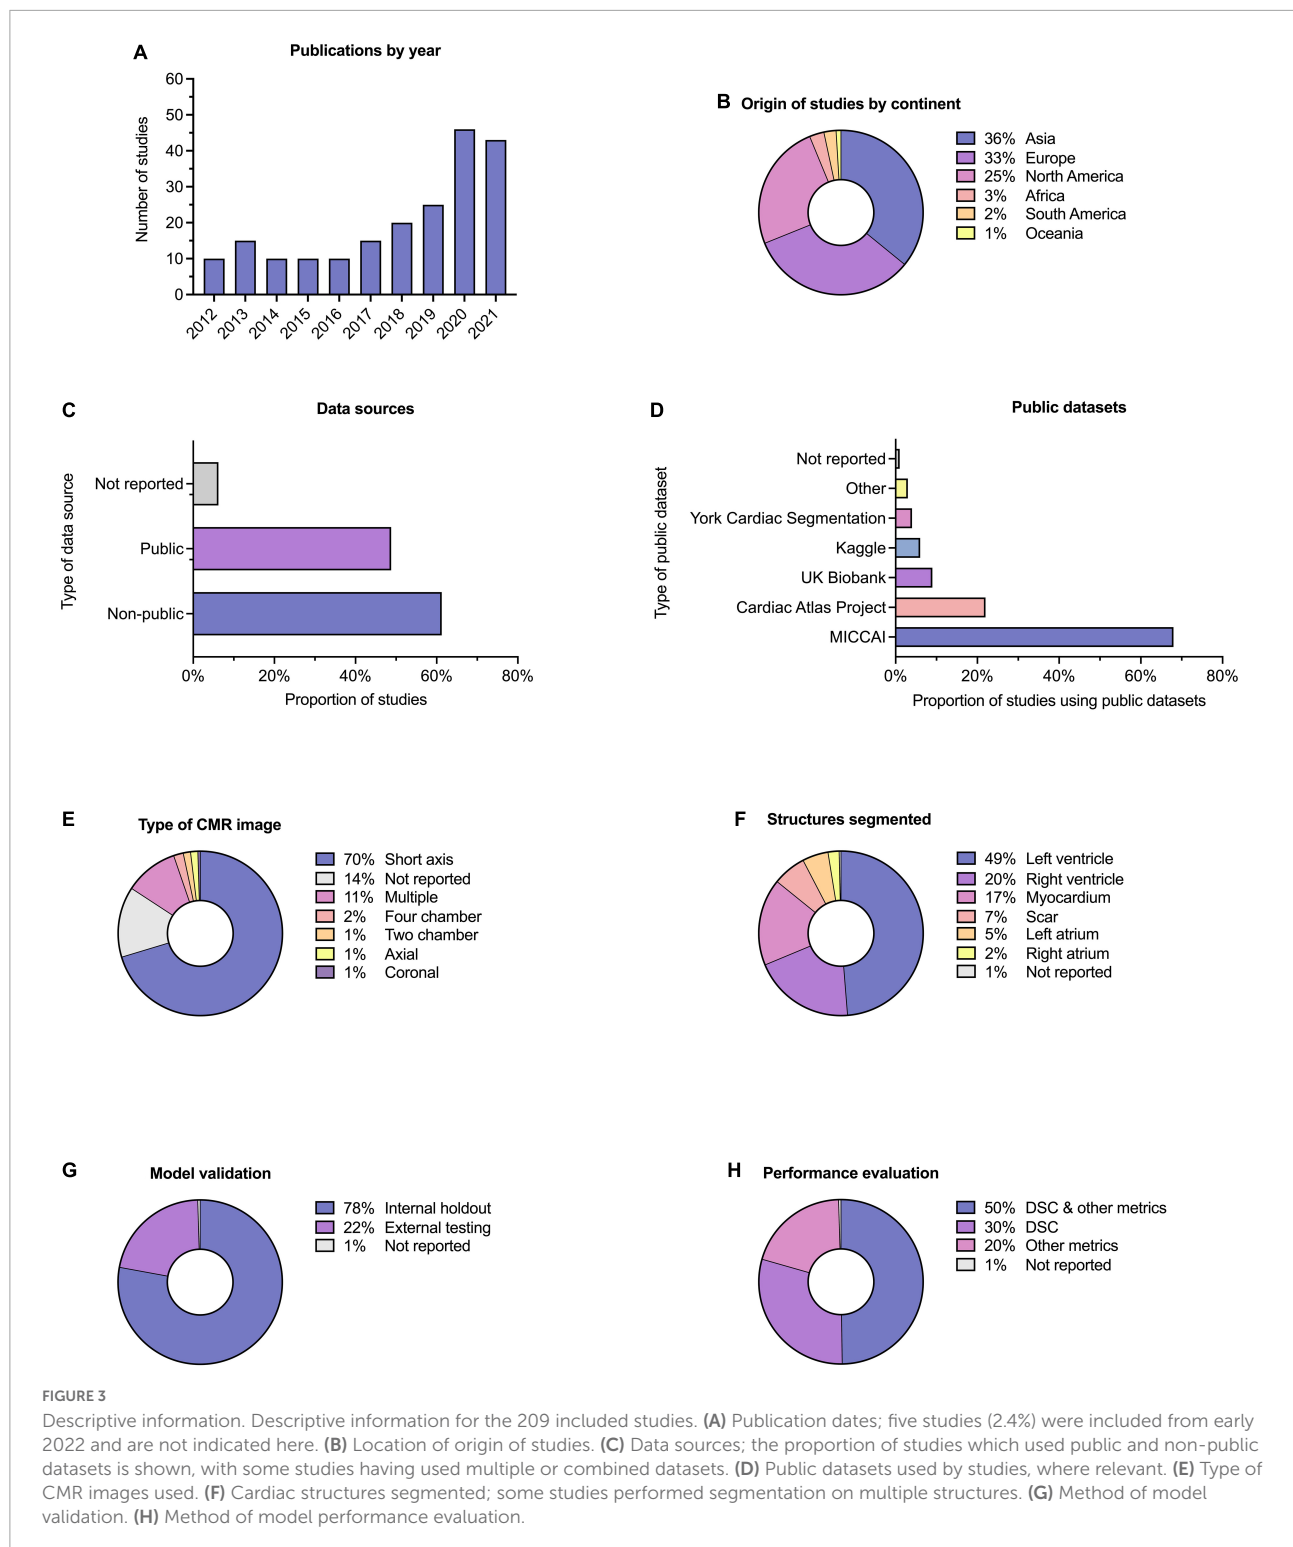 A
Publications by year
Number of studies
60
50
40
30
20
10
0
2012
2013
2014
2015
2016
2017
2018
2019
2020
2021
B Origin of studies by continent
36% Asia
33% Europe
25% North America
3% Africa
2% South America
1% Oceania
C
Data sources
Type of data source
Not reported
Public
Non-public
0% 20% 40% 60% 80%
Proportion of studies
D
Public datasets
Type of public dataset
Not reported
Other
York Cardiac Segmentation
Kaggle
UK Biobank
Cardiac Atlas Project
MICCAI
0% 20% 40% 60% 80%
Proportion of studies using public datasets
E
Type of CMR image
70% Short axis
14% Not reported
11% Multiple
2% Four chamber
1% Two chamber
1% Axial
1% Coronal
F Structures segmented
49% Left ventricle
20% Right ventricle
17% Myocardium
7% Scar
5% Left atrium
2% Right atrium
1% Not reported
G
Model validation
78% Internal holdout
22% External testing
1% Not reported
H Performance evaluation
50% DSC & other metrics
30% DSC
20% Other metrics
1% Not reported
FIGURE 3
Descriptive information. Descriptive information for the 209 included studies. (A) Publication dates; five studies (2.4%) were included from early
2022 and are not indicated here. (B) Location of origin of studies. (C) Data sources; the proportion of studies which used public and non-public
datasets is shown, with some studies having used multiple or combined datasets. (D) Public datasets used by studies, where relevant. (E) Type of
CMR images used. (F) Cardiac structures segmented; some studies performed segmentation on multiple structures. (G) Method of model
validation. (H) Method of model performance evaluation.